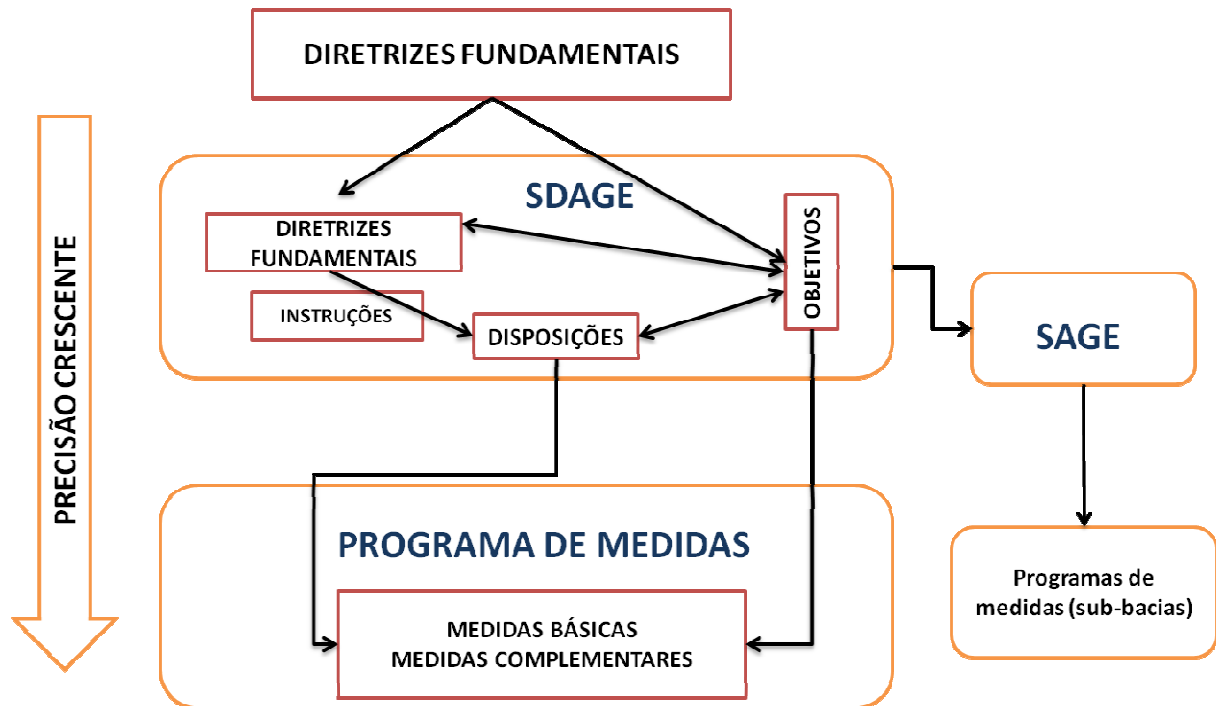 DIRETRIZES FUNDAMENTAIS
PRECISÃO CRESCENTE
SDAGE
DIRETRIZES
FUNDAMENTAIS
OBJETIVOS
INSTRUÇÕES
DISPOSIÇÕES
SAGE
PROGRAMA DE MEDIDAS
MEDIDAS BÁSICAS
MEDIDAS COMPLEMENTARES
Programas de
medidas (sub-bacias)